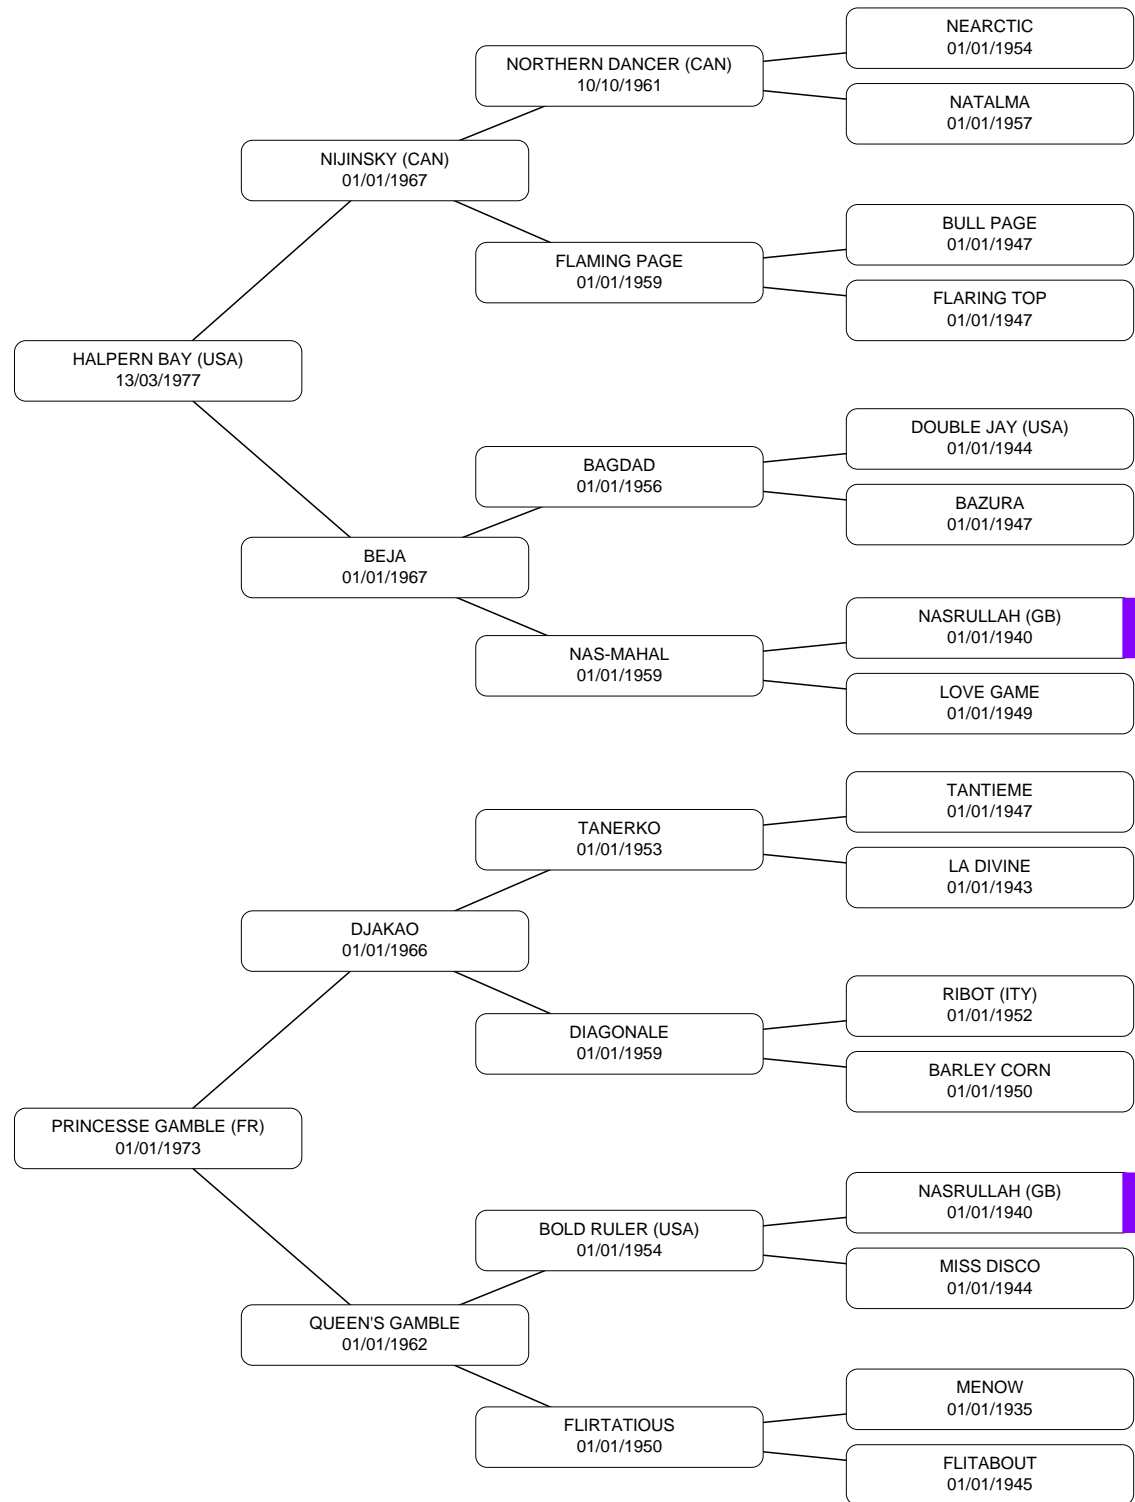 NEARCTIC
01/01/1954
NORTHERN DANCER (CAN)
10/10/1961
NATALMA
01/01/1957
NIJINSKY (CAN)
01/01/1967
BULL PAGE
01/01/1947
FLAMING PAGE
01/01/1959
FLARING TOP
01/01/1947
HALPERN BAY (USA)
13/03/1977
DOUBLE JAY (USA)
01/01/1944
BAGDAD
01/01/1956
BAZURA
01/01/1947
BEJA
01/01/1967
NASRULLAH (GB)
01/01/1940
NAS-MAHAL
01/01/1959
LOVE GAME
01/01/1949
TANTIEME
01/01/1947
TANERKO
01/01/1953
LA DIVINE
01/01/1943
DJAKAO
01/01/1966
RIBOT (ITY)
01/01/1952
DIAGONALE
01/01/1959
BARLEY CORN
01/01/1950
PRINCESSE GAMBLE (FR)
01/01/1973
NASRULLAH (GB)
01/01/1940
BOLD RULER (USA)
01/01/1954
MISS DISCO
01/01/1944
QUEEN'S GAMBLE
01/01/1962
MENOW
01/01/1935
FLIRTATIOUS
01/01/1950
FLITABOUT
01/01/1945